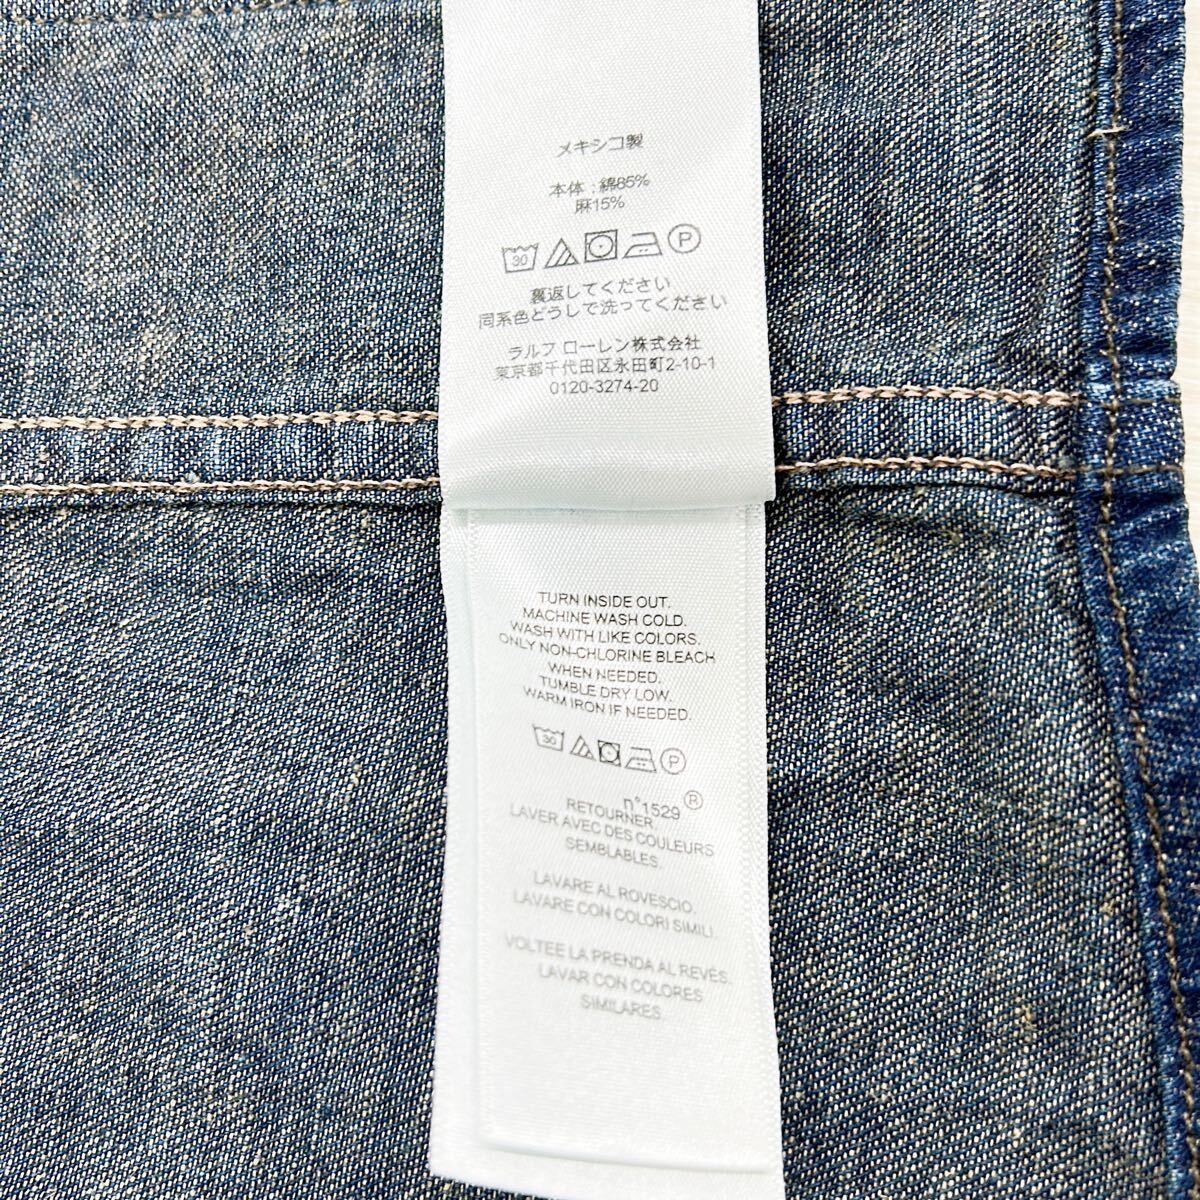 メキシコ製
本体 : 綿85%
麻15%
30 P
裏返してください
同系色どうしで洗ってください
ラルフ ローレン株式会社
東京都千代田区永田町2-10-1
0120-3274-20
TURN INSIDE OUT.
MACHINE WASH COLD.
WASH WITH LIKE COLORS.
ONLY NON-CHLORINE BLEACH
WHEN NEEDED.
TUMBLE DRY LOW.
WARM IRON IF NEEDED.
30 P
n°1529 ®
RETOURNER
LAVER AVEC DES COULEURS
SEMBLABLES.
LAVARE AL ROVESCIO.
LAVARE CON COLORI SIMILI.
VOLTEE LA PRENDA AL REVÉS.
LAVAR CON COLORES
SIMILARES.